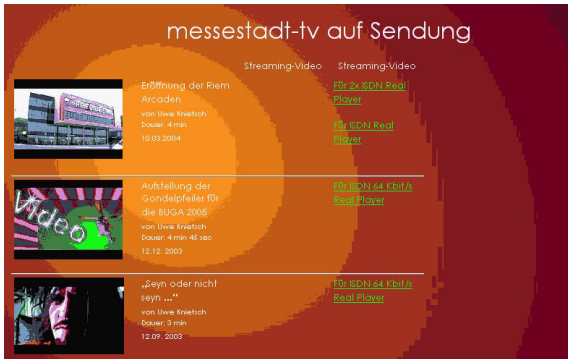 messestadt-tv auf Sendung
Streaming-Video Streaming-Video
Eröffnung der Riem
Arcaden
von Uwe Knietsch
Dauer: 4 min
10.03.2004
Für 2x ISDN Real
Player
Für ISDN Real
Player
Video
Aufstellung der
Gondelpfeiler für
die BUGA 2005
von Uwe Knietsch
Dauer: 4 min 46 sec
12.12. 2003
Für ISDN 64 Kbit/s
Real Player
„Seyn oder nicht
seyn ...“
von Uwe Knietsch
Dauer: 3 min
12.09. 2003
Für ISDN 64 Kbit/s
Real Player